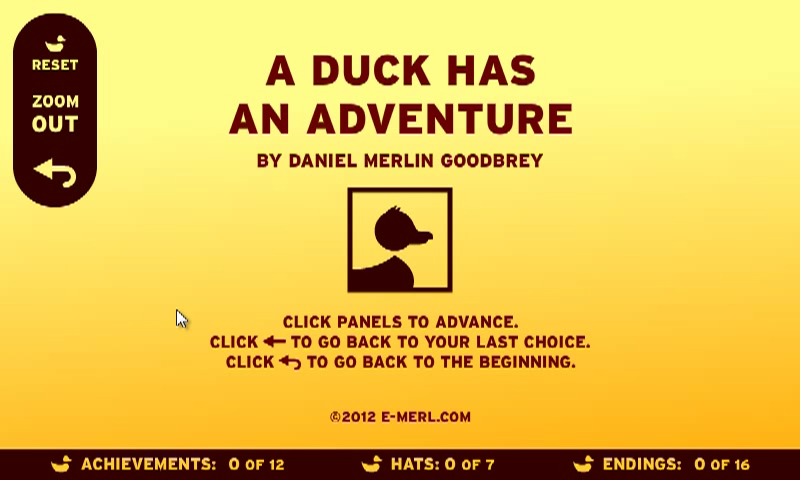 RESET
ZOOM
OUT
A DUCK HAS
AN ADVENTURE
BY DANIEL MERLIN GOODBREY
CLICK PANELS TO ADVANCE.
CLICK ← TO GO BACK TO YOUR LAST CHOICE.
CLICK ↩ TO GO BACK TO THE BEGINNING.
©2012 E-MERL.COM
ACHIEVEMENTS: 0 OF 12 HATS: 0 OF 7 ENDINGS: 0 OF 16